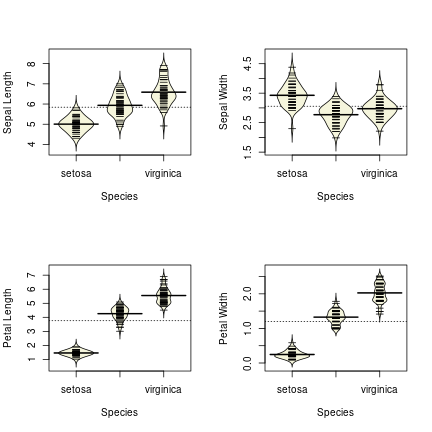 Sepal Length
8
7
6
5
4
setosa virginica
Species
Sepal Width
4.5
3.5
2.5
1.5
setosa virginica
Species
Petal Length
7
6
5
4
3
2
1
setosa virginica
Species
Petal Width
2.0
1.0
0.0
setosa virginica
Species